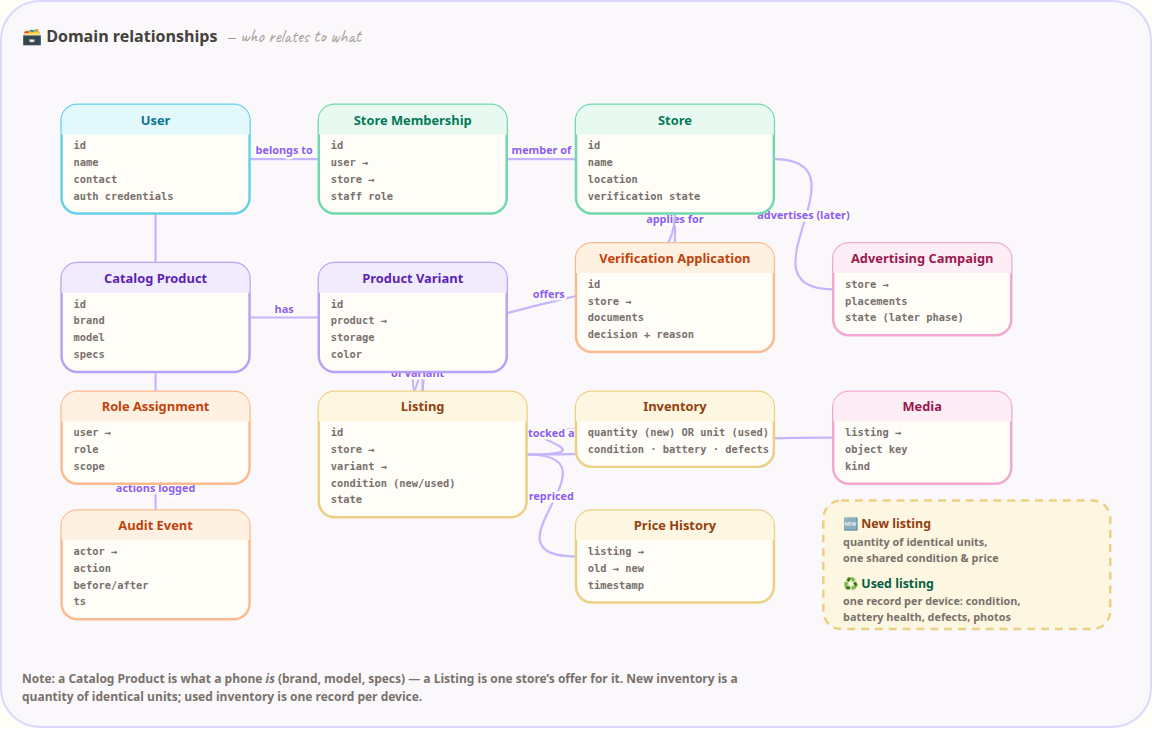 🗃️ Domain relationships — who relates to what
User
id
name
contact
auth credentials
belongs to
Store Membership
id
user →
store →
staff role
member of
Store
id
name
location
verification state
applies for
advertises (later)
Catalog Product
id
brand
model
specs
has
Product Variant
id
product →
storage
color
offers
Verification Application
id
store →
documents
decision + reason
Advertising Campaign
store →
placements
state (later phase)
of variant
Role Assignment
user →
role
scope
actions logged
Listing
id
store →
variant →
condition (new/used)
state
tocked a
repriced
Inventory
quantity (new) OR unit (used)
condition · battery · defects
Media
listing →
object key
kind
Audit Event
actor →
action
before/after
ts
Price History
listing →
old → new
timestamp
🆕 New listing
quantity of identical units,
one shared condition & price
♻️ Used listing
one record per device: condition,
battery health, defects, photos
Note: a Catalog Product is what a phone is (brand, model, specs) — a Listing is one store’s offer for it. New inventory is a
quantity of identical units; used inventory is one record per device.